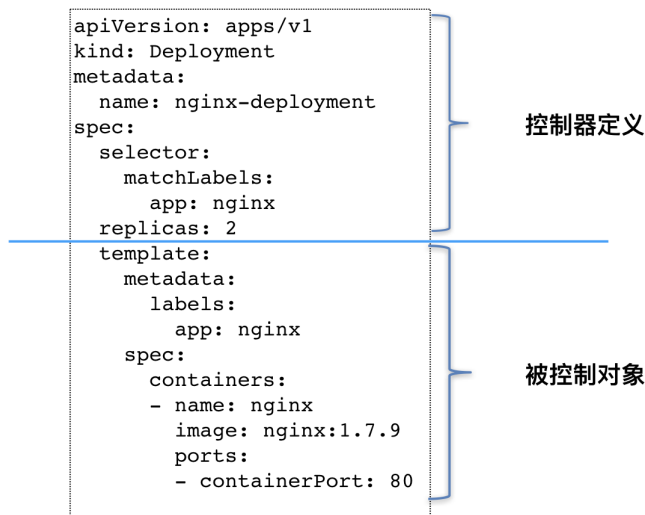 apiVersion: apps/v1
kind: Deployment
metadata:
  name: nginx-deployment
spec:
  selector:
    matchLabels:
      app: nginx
  replicas: 2
  template:
    metadata:
      labels:
        app: nginx
    spec:
      containers:
      - name: nginx
        image: nginx:1.7.9
        ports:
        - containerPort: 80
控制器定义
被控制对象